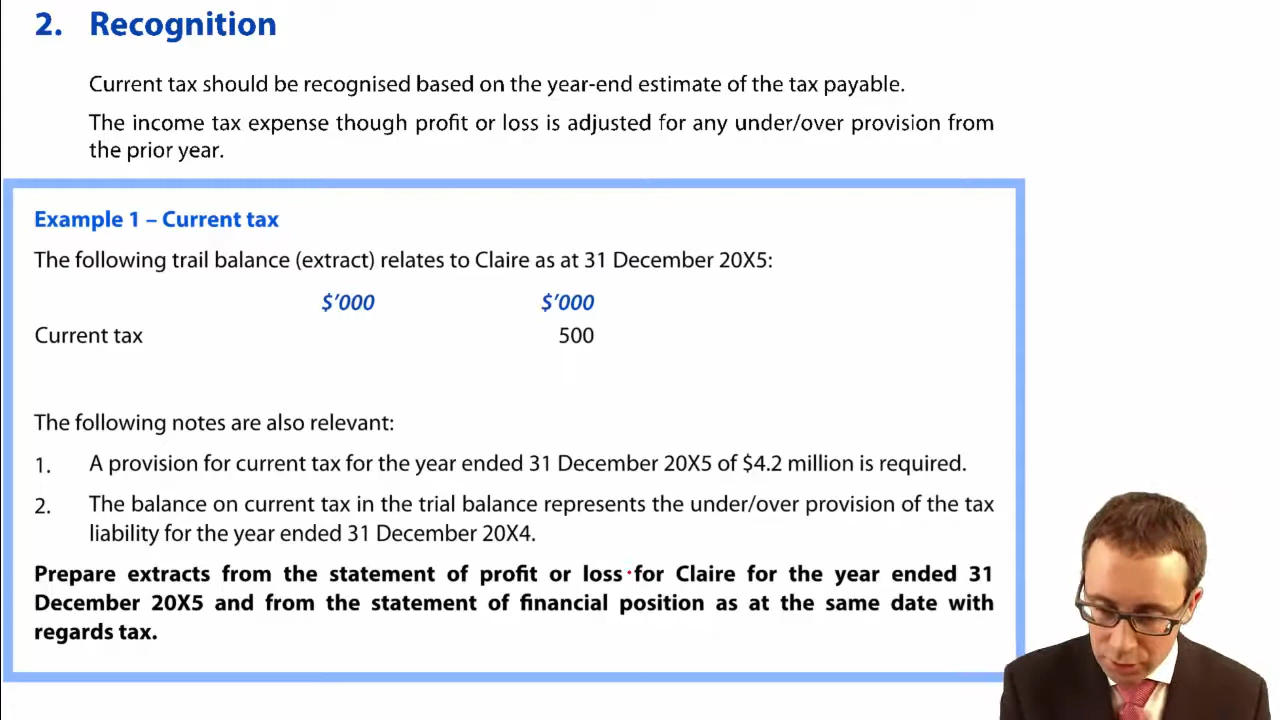 2. Recognition
Current tax should be recognised based on the year-end estimate of the tax payable.
The income tax expense though profit or loss is adjusted for any under/over provision from
the prior year.
Example 1 – Current tax
The following trail balance (extract) relates to Claire as at 31 December 20X5:
$’000 $’000
Current tax 500
The following notes are also relevant:
1. A provision for current tax for the year ended 31 December 20X5 of $4.2 million is required.
2. The balance on current tax in the trial balance represents the under/over provision of the tax
liability for the year ended 31 December 20X4.
Prepare extracts from the statement of profit or loss for Claire for the year ended 31
December 20X5 and from the statement of financial position as at the same date with
regards tax.